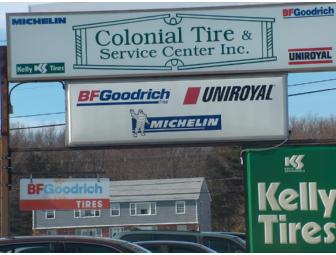 MICHELIN
Colonial Tire &
Service Center Inc.
BFGoodrich
Kelly Tires
UNIROYAL
BFGoodrich
UNIROYAL
MICHELIN
BFGoodrich
TIRES
Kelly
Tires